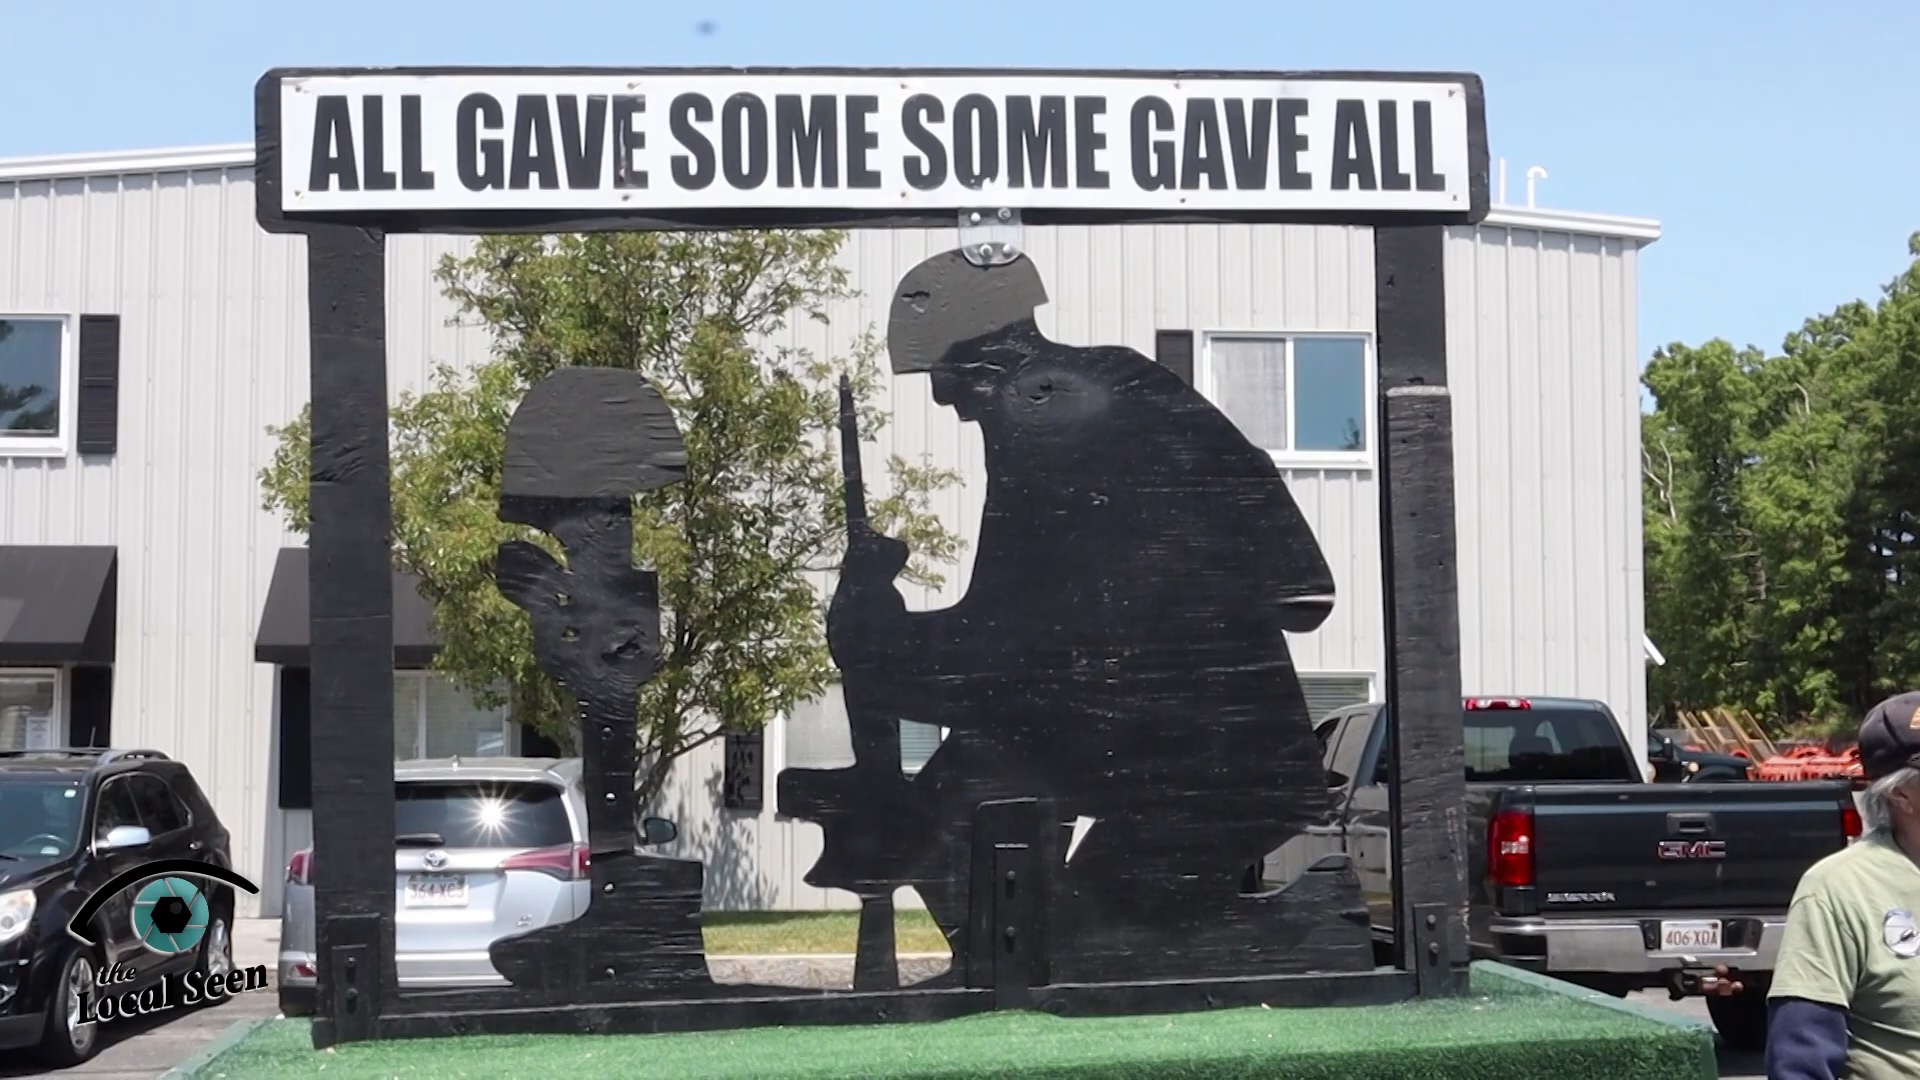 ALL GAVE SOME SOME GAVE ALL
GMC
406 XDA
the
Local Seen